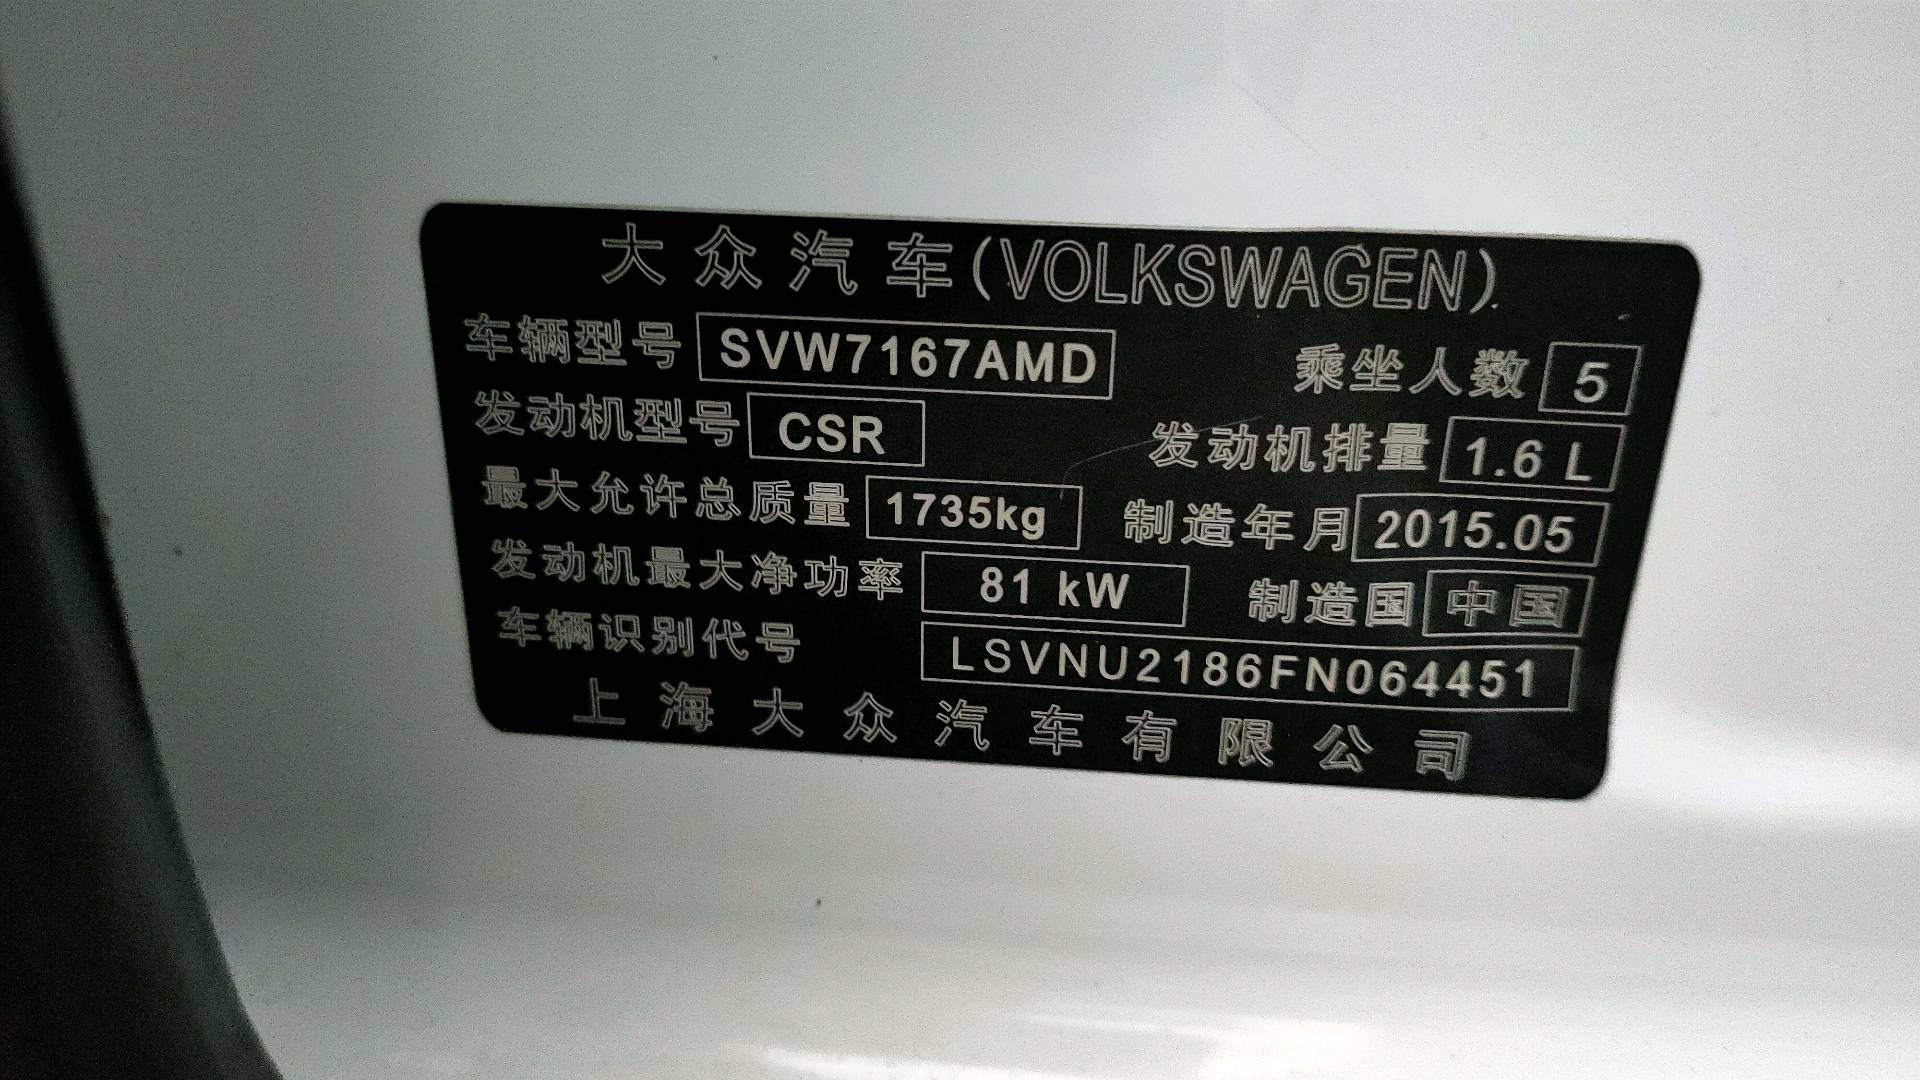 大众汽车(VOLKSWAGEN)
车辆型号 SVW7167AMD 乘坐人数 5
发动机型号 CSR 发动机排量 1.6 L
最大允许总质量 1735kg 制造年月 2015.05
发动机最大净功率 81 kW 制造国 中国
车辆识别代号 LSVNU2186FN064451
上海大众汽车有限公司